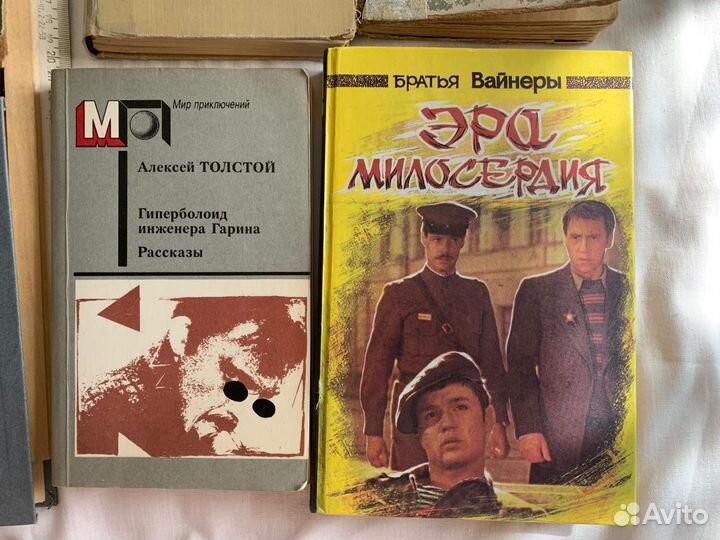 М
Мир приключений
Алексей ТОЛСТОЙ
Гиперболоид
инженера Гарина
Рассказы
БРАТЬЯ Вайнеры
ЭРА
МИЛОСЕРДИЯ
Avito